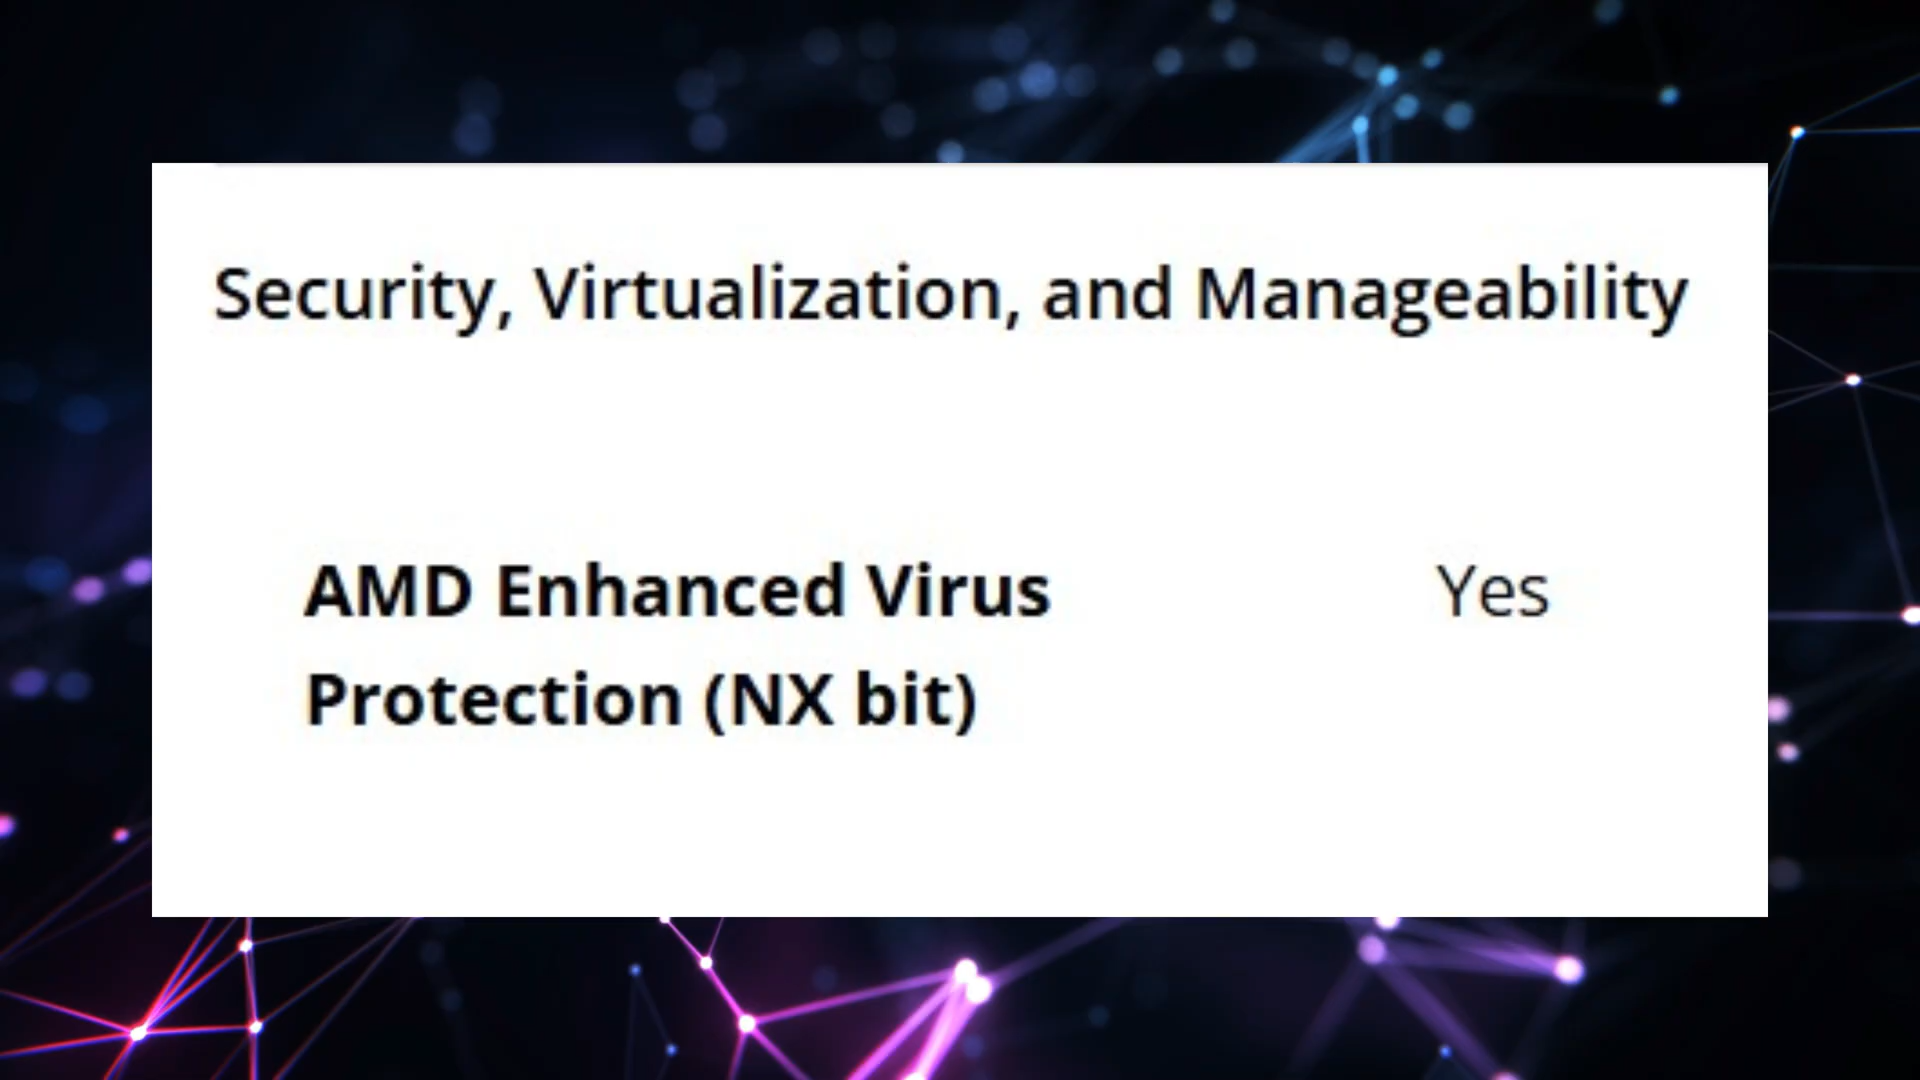 Security, Virtualization, and Manageability
AMD Enhanced Virus Yes
Protection (NX bit)